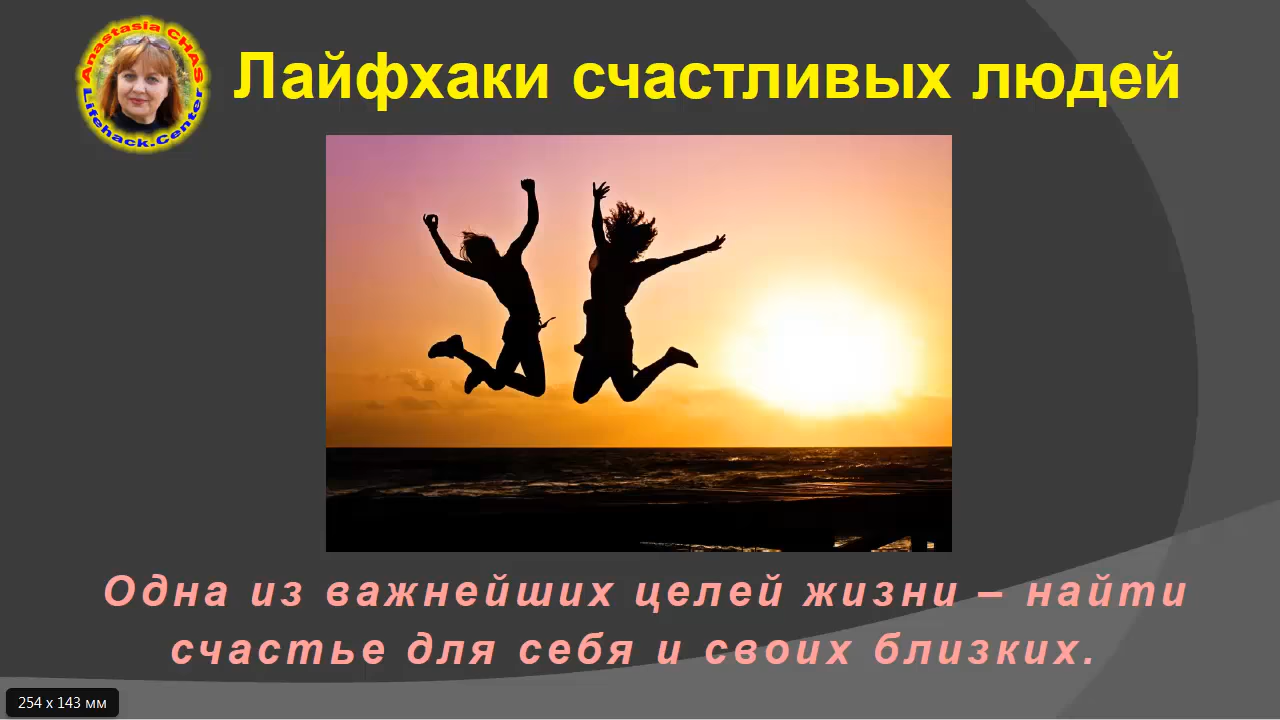 Anastasia CHAS
Lifehack.Center
Лайфхаки счастливых людей
Одна из важнейших целей жизни – найти
счастье для себя и своих близких.
254 x 143 мм